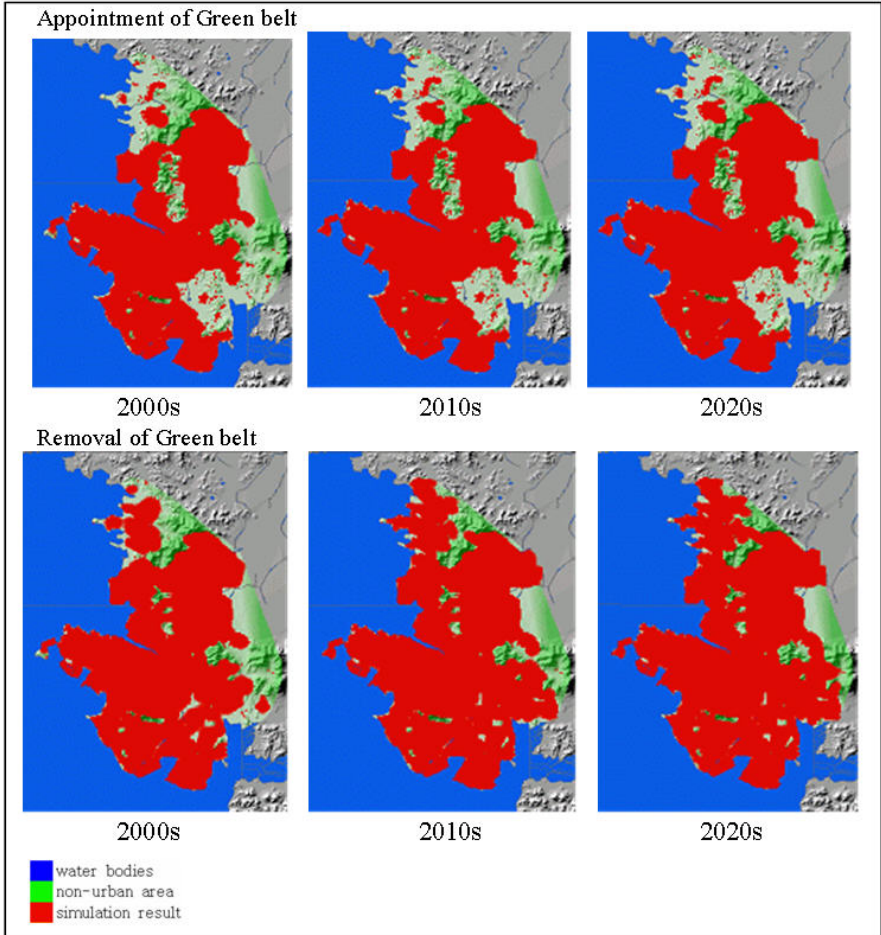 Appointment of Green belt
2000s
2010s
2020s
Removal of Green belt
2000s
2010s
2020s
water bodies
non-urban area
simulation result